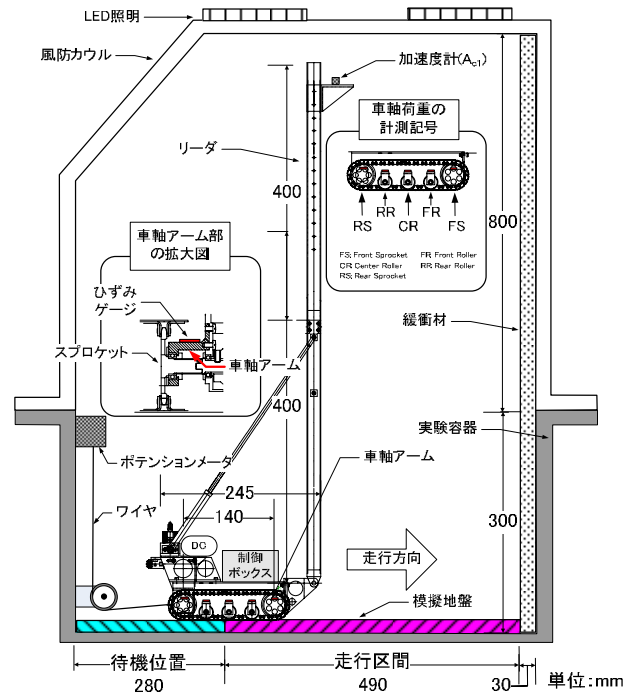 LED照明
風防カウル
加速度計(Ac1)
車軸荷重の
計測記号
リーダ
400
RS
RR
CR
FR
FS
FS; Front Sprocket FR Front Roller
CR Center Roller RR Rear Roller
RS; Rear Sprocket
800
車軸アーム部
の拡大図
ひずみ
ゲージ
スプロケット
車軸アーム
緩衝材
400
実験容器
ポテンションメータ
車軸アーム
245
ワイヤ
140
300
DC
制御
ボックス
走行方向
模擬地盤
待機位置
走行区間
280
490
30
単位:mm